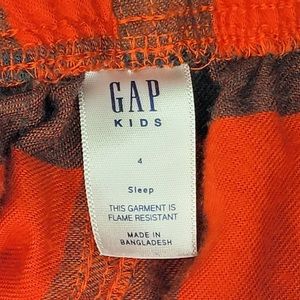 GAP
KIDS
4
Sleep
THIS GARMENT IS
FLAME RESISTANT
MADE IN
BANGLADESH